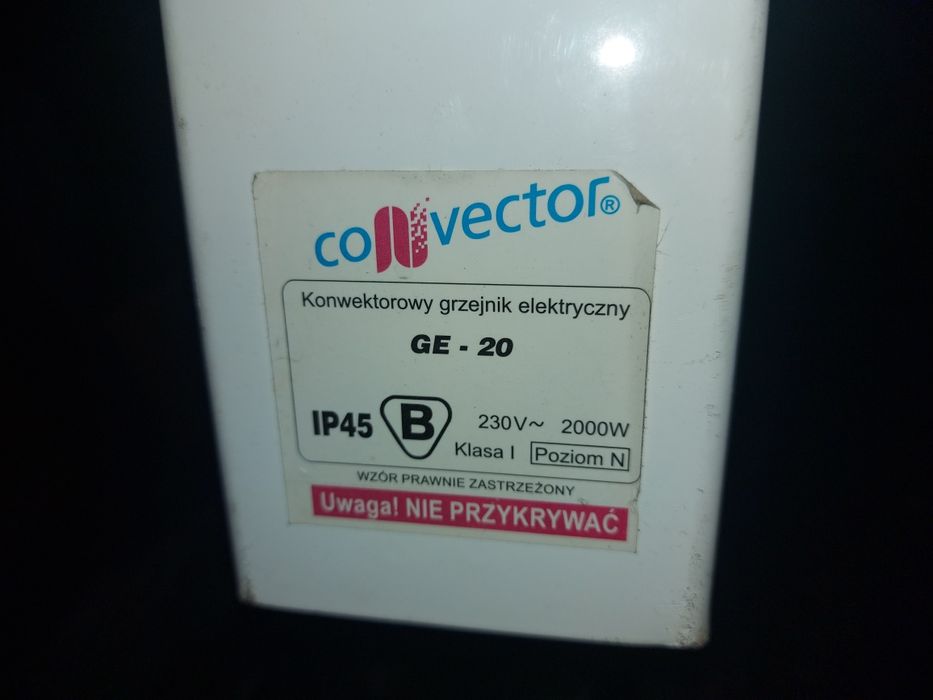 convector®
Konwektorowy grzejnik elektryczny
GE - 20
IP45 B 230V~ 2000W
Klasa I Poziom N
WZÓR PRAWNIE ZASTRZEŻONY
Uwaga! NIE PRZYKRYWAĆ